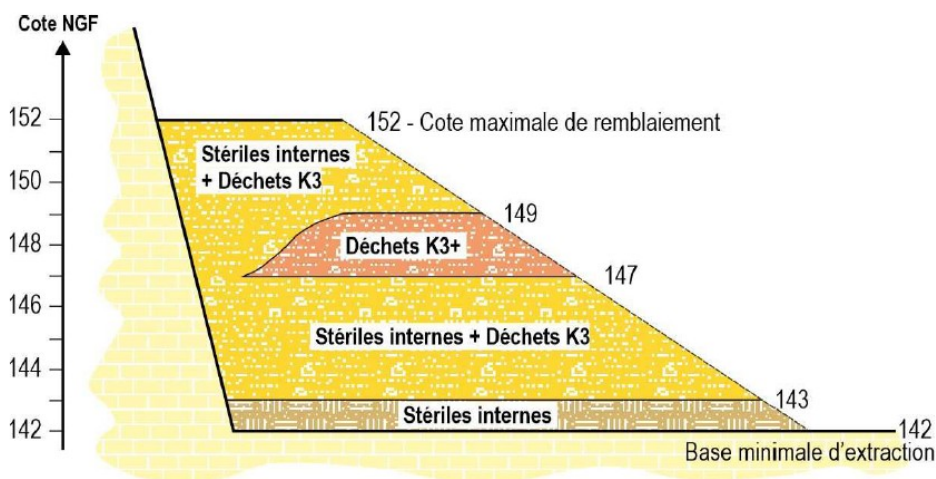 Cote NGF
152
150
148
146
144
142
152 - Cote maximale de remblaiement
Stériles internes
+ Déchets K3
149
Déchets K3+
147
Stériles internes + Déchets K3
143
Stériles internes
142
Base minimale d'extraction